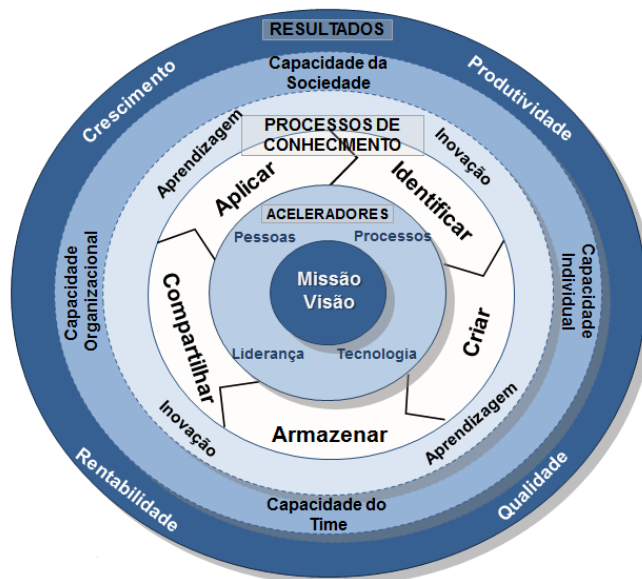 RESULTADOS
Crescimento
Produtividade
Capacidade da
Sociedade
Aprendizagem
PROCESSOS DE
CONHECIMENTO
Inovação
Aplicar
Identificar
ACELERADORES
Pessoas
Processos
Missão
Visão
Capacidade
Organizacional
Capacidade
Individual
Compartilhar
Criar
Liderança
Tecnologia
Armazenar
Inovação
Aprendizagem
Rentabilidade
Capacidade do
Time
Qualidade